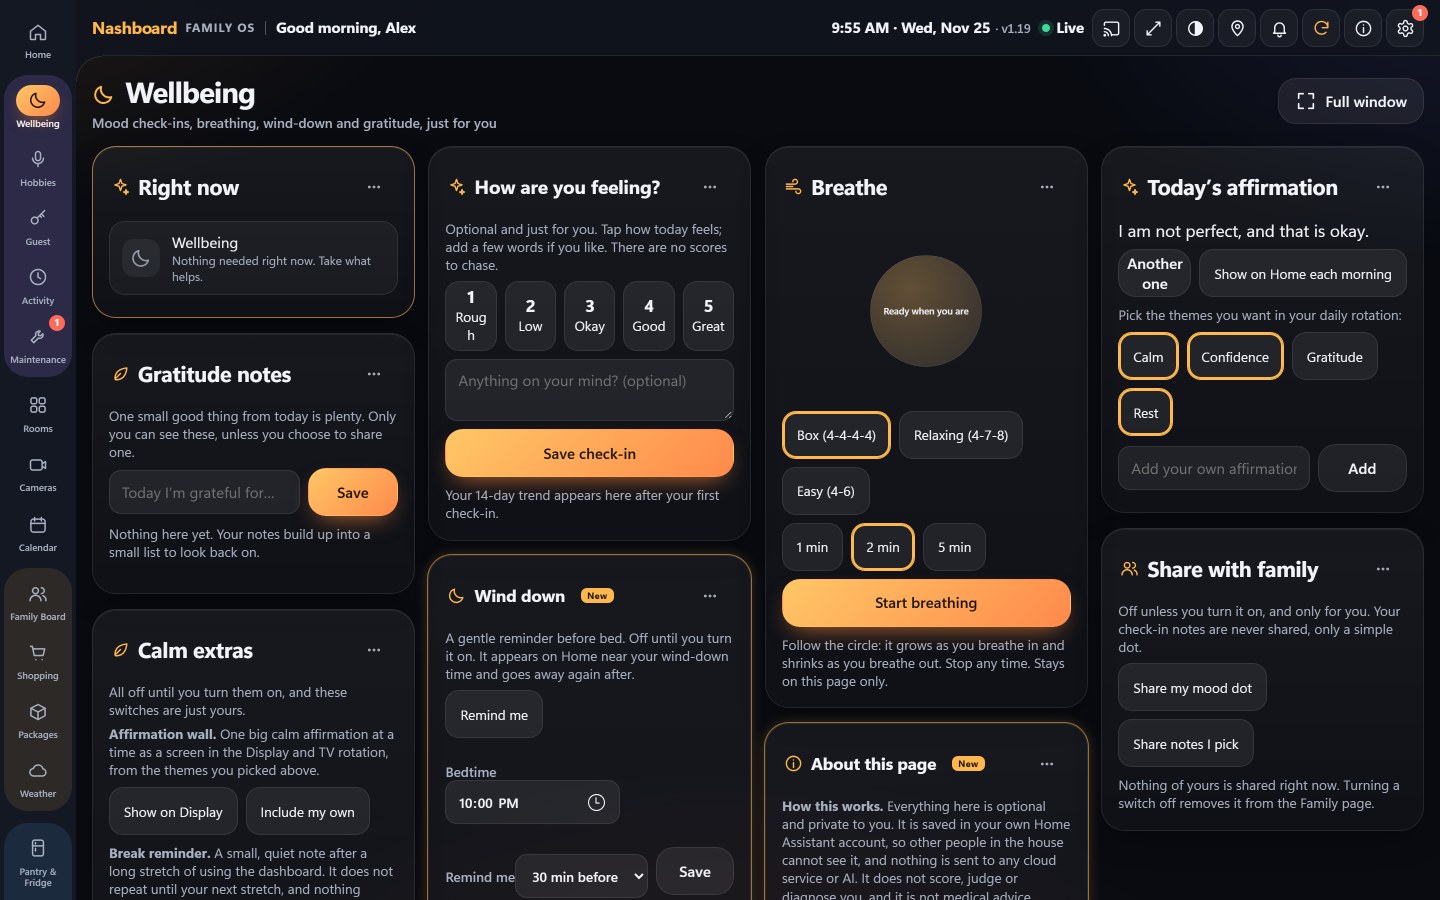 Nashboard FAMILY OS Good morning, Alex
9:55 AM · Wed, Nov 25 · v1.19 Live
1
Home
Wellbeing
Hobbies
Guest
Activity
1
Maintenance
Rooms
Cameras
Calendar
Family Board
Shopping
Packages
Weather
Pantry &
Fridge
Wellbeing
Mood check-ins, breathing, wind-down and gratitude, just for you
Full window
Right now
Wellbeing
Nothing needed right now. Take what
helps.
Gratitude notes
One small good thing from today is plenty. Only
you can see these, unless you choose to share
one.
Today I'm grateful for...
Save
Nothing here yet. Your notes build up into a
small list to look back on.
Calm extras
All off until you turn them on, and these
switches are just yours.
Affirmation wall. One big calm affirmation at a
time as a screen in the Display and TV rotation,
from the themes you picked above.
Show on Display
Include my own
Break reminder. A small, quiet note after a
long stretch of using the dashboard. It does not
repeat until your next stretch, and nothing
How are you feeling?
Optional and just for you. Tap how today feels;
add a few words if you like. There are no scores
to chase.
1
Roug
h
2
Low
3
Okay
4
Good
5
Great
Anything on your mind? (optional)
Save check-in
Your 14-day trend appears here after your first
check-in.
Wind down New
A gentle reminder before bed. Off until you turn
it on. It appears on Home near your wind-down
time and goes away again after.
Remind me
Bedtime
10:00 PM
Remind me 30 min before
Save
Breathe
Ready when you are
Box (4-4-4-4)
Relaxing (4-7-8)
Easy (4-6)
1 min
2 min
5 min
Start breathing
Follow the circle: it grows as you breathe in and
shrinks as you breathe out. Stop any time. Stays
on this page only.
About this page New
How this works. Everything here is optional
and private to you. It is saved in your own Home
Assistant account, so other people in the house
cannot see it, and nothing is sent to any cloud
service or AI. It does not score, judge or
diagnose you, and it is not medical advice.
Today's affirmation
I am not perfect, and that is okay.
Another
one
Show on Home each morning
Pick the themes you want in your daily rotation:
Calm
Confidence
Gratitude
Rest
Add your own affirmation
Add
Share with family
Off unless you turn it on, and only for you. Your
check-in notes are never shared, only a simple
dot.
Share my mood dot
Share notes I pick
Nothing of yours is shared right now. Turning a
switch off removes it from the Family page.